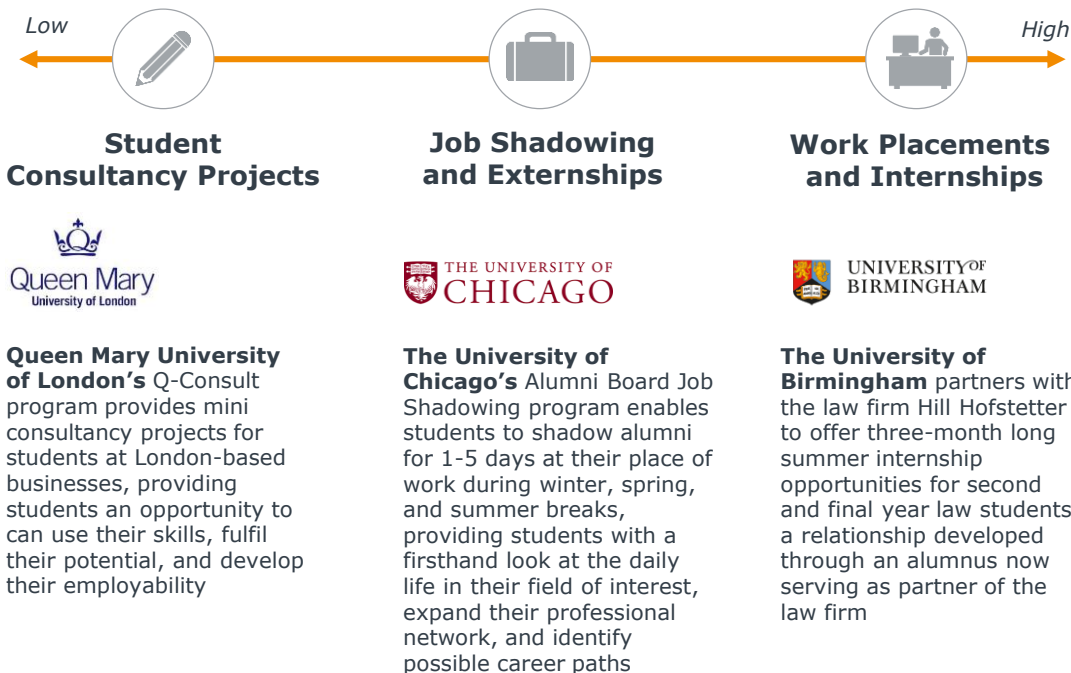 Low
High
Student
Consultancy Projects
Job Shadowing
and Externships
Work Placements
and Internships
Queen Mary
University of London
THE UNIVERSITY OF
CHICAGO
UNIVERSITY OF
BIRMINGHAM
Queen Mary University
of London's Q-Consult
program provides mini
consultancy projects for
students at London-based
businesses, providing
students an opportunity to
can use their skills, fulfil
their potential, and develop
their employability
The University of
Chicago's Alumni Board Job
Shadowing program enables
students to shadow alumni
for 1-5 days at their place of
work during winter, spring,
and summer breaks,
providing students with a
firsthand look at the daily
life in their field of interest,
expand their professional
network, and identify
possible career paths
The University of
Birmingham partners with
the law firm Hill Hofstetter
to offer three-month long
summer internship
opportunities for second
and final year law students
a relationship developed
through an alumnus now
serving as partner of the
law firm